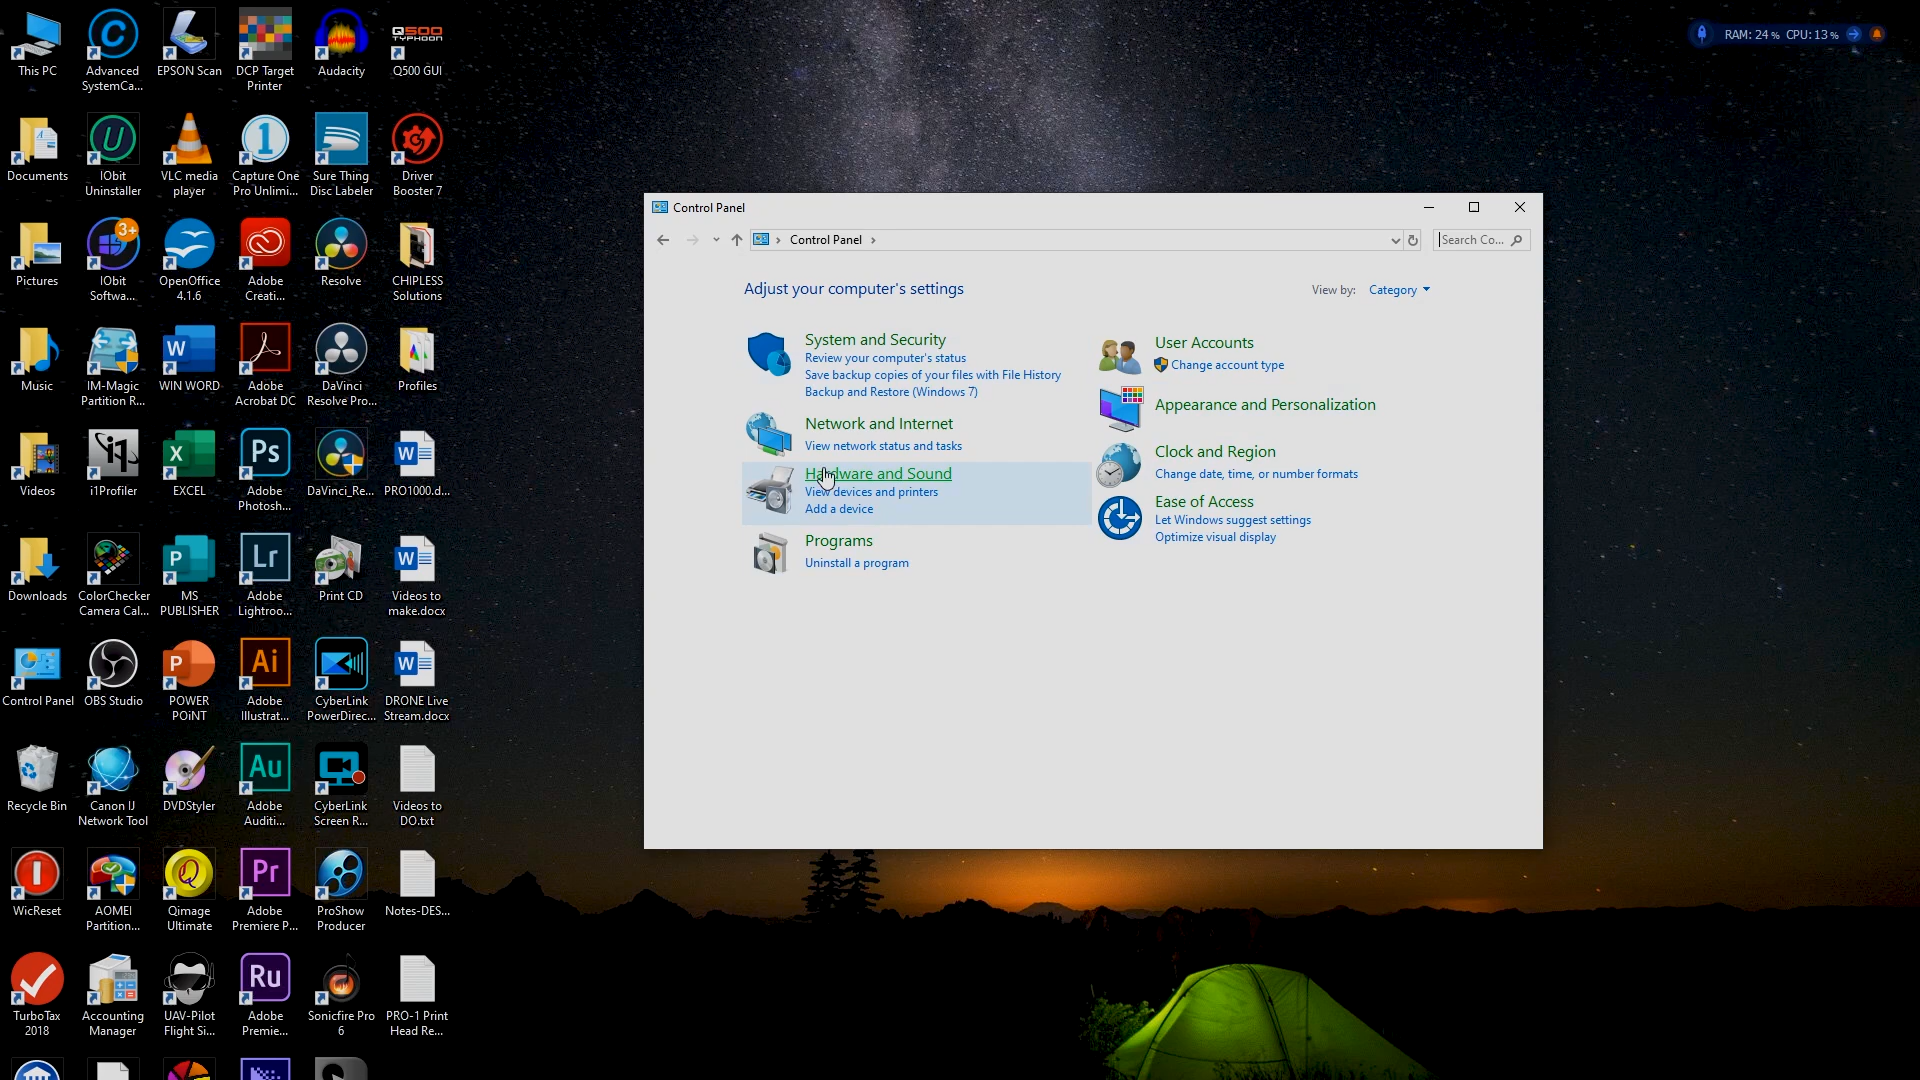 This PC
Advanced
SystemCa...
EPSON Scan
DCP Target
Printer
Audacity
Q500
TYPHOON
Q500 GUI
Documents
IObit
Uninstaller
VLC media
player
1
Capture One
Pro Unlimi...
Sure Thing
Disc Labeler
Driver
Booster 7
Pictures
3+
IObit
Softwa...
OpenOffice
4.1.6
Adobe
Creati...
Resolve
CHIPLESS
Solutions
Music
IM-Magic
Partition R...
WIN WORD
Adobe
Acrobat DC
DaVinci
Resolve Pro...
Profiles
Videos
i1Profiler
EXCEL
Ps
Adobe
Photosh...
DaVinci_Re...
PRO1000.d...
Downloads
ColorChecker
Camera Cal...
MS
PUBLISHER
Lr
Adobe
Lightroo...
Print CD
Videos to
make.docx
Control Panel
OBS Studio
POWER
POiNT
Ai
Adobe
Illustrat...
CyberLink
PowerDirec...
DRONE Live
Stream.docx
Recycle Bin
Canon IJ
Network Tool
DVDStyler
Au
Adobe
Auditi...
CyberLink
Screen R...
Videos to
DO.txt
WicReset
AOMEI
Partition...
Qimage
Ultimate
Pr
Adobe
Premiere P...
ProShow
Producer
Notes-DES...
TurboTax
2018
Accounting
Manager
UAV-Pilot
Flight Si...
Ru
Adobe
Premie...
Sonicfire Pro
6
PRO-1 Print
Head Re...
RAM: 24 % CPU: 13 %
Control Panel
Control Panel
Search Co...
Adjust your computer's settings
View by: Category
System and Security
Review your computer's status
Save backup copies of your files with File History
Backup and Restore (Windows 7)
Network and Internet
View network status and tasks
Hardware and Sound
View devices and printers
Add a device
Programs
Uninstall a program
User Accounts
Change account type
Appearance and Personalization
Clock and Region
Change date, time, or number formats
Ease of Access
Let Windows suggest settings
Optimize visual display